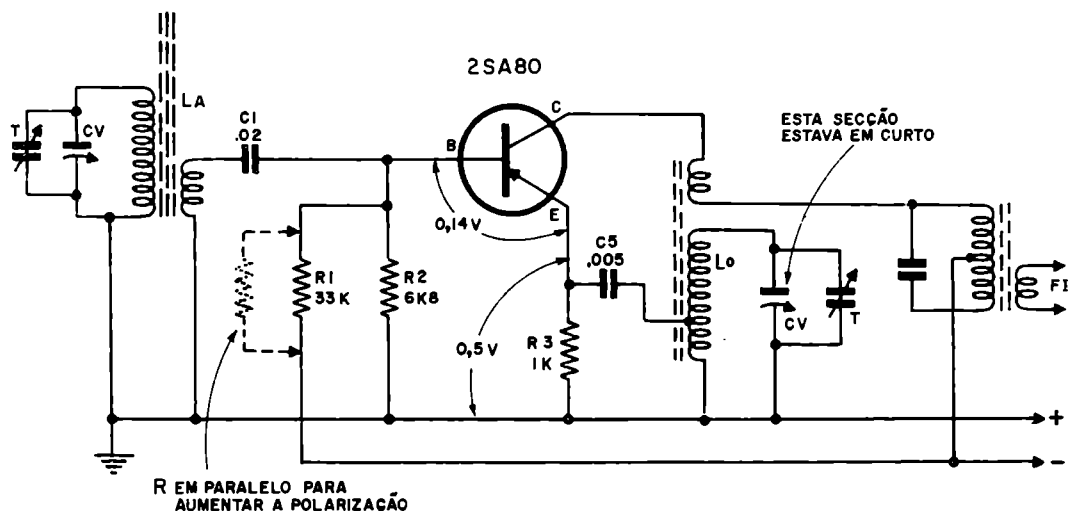 2SA80
LA
T
CV
C1
.02
B
C
E
ESTA SECÇÃO
ESTAVA EM CURTO
0,14V
C5
.005
LO
R1
33K
R2
6K8
R3
1K
0,5V
CV
T
FI
+
-
R EM PARALELO PARA
AUMENTAR A POLARIZAÇÃO